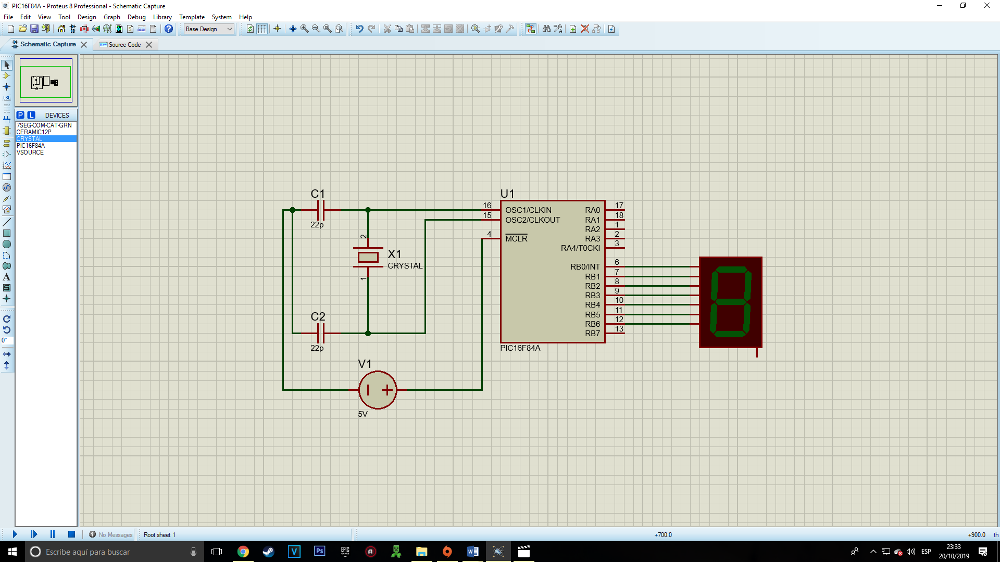 PIC16F84A - Proteus 8 Professional - Schematic Capture
File Edit View Tool Design Graph Debug Library Template System Help
Base Design
Schematic Capture
Source Code
P L DEVICES
7SEG-COM-CAT-GRN
CERAMIC12P
CRYSTAL
PIC16F84A
VSOURCE
LBL
A
S
0°
C1
22p
2
X1
CRYSTAL
1
C2
22p
V1
5V
U1
16 OSC1/CLKIN
15 OSC2/CLKOUT
4 MCLR
RA0 17
RA1 18
RA2 1
RA3 2
RA4/T0CKI 3
RB0/INT 6
RB1 7
RB2 8
RB3 9
RB4 10
RB5 11
RB6 12
RB7 13
PIC16F84A
No Messages
Root sheet 1
+700.0
+900.0
th
Escribe aquí para buscar
V
Ps
EPIC
GAMES
ESP
23:33
20/10/2019